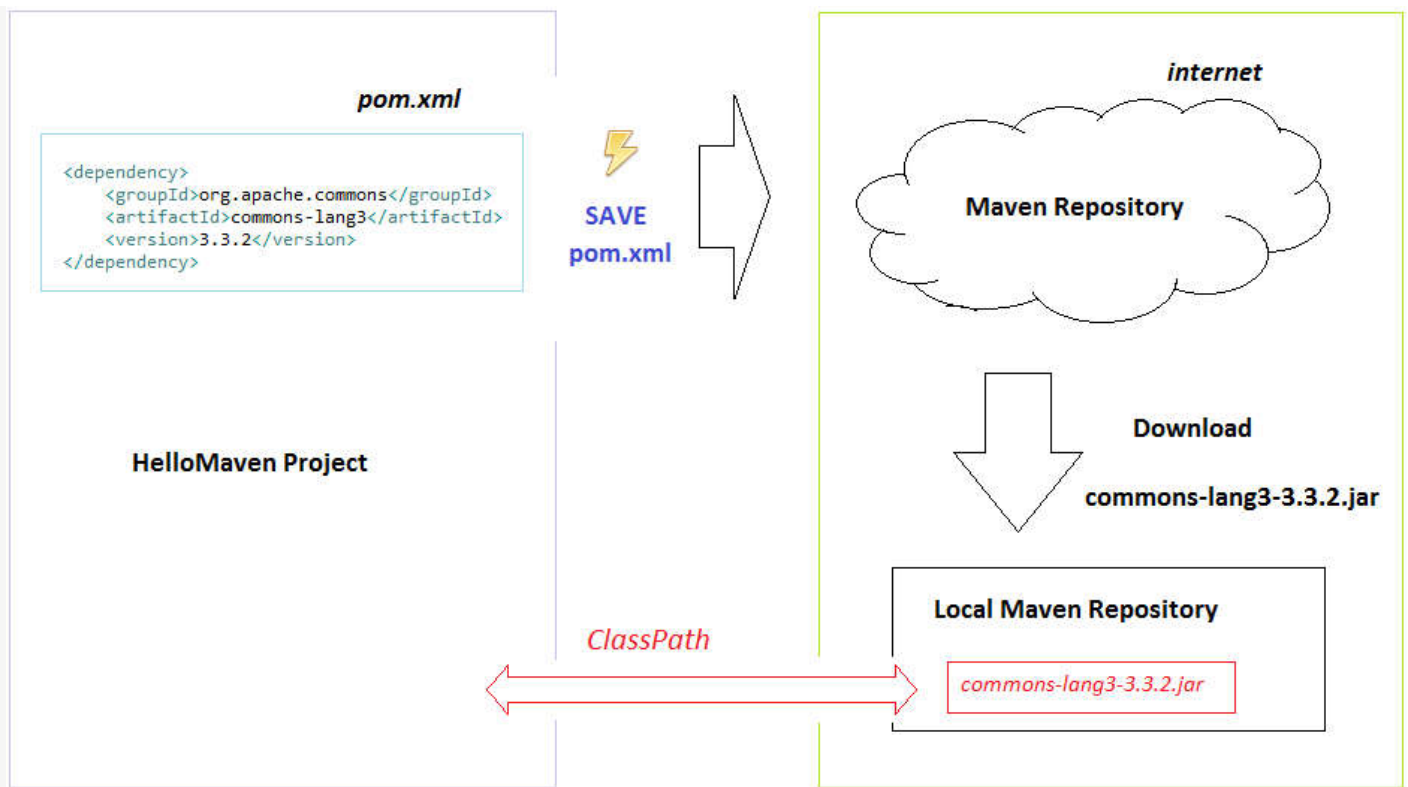 pom.xml
<dependency>
    <groupId>org.apache.commons</groupId>
    <artifactId>commons-lang3</artifactId>
    <version>3.3.2</version>
</dependency>
HelloMaven Project
SAVE
pom.xml
internet
Maven Repository
Download
commons-lang3-3.3.2.jar
Local Maven Repository
commons-lang3-3.3.2.jar
ClassPath